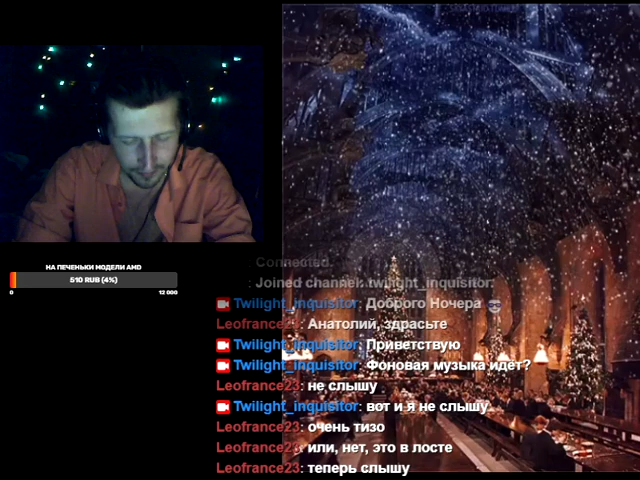 НА ПЕЧЕНЬКИ МОДЕЛИ AMD
510 RUB (4%)
0 12 000
Connected.
: Joined channel: twilight_inquisitor.
Twilight_inquisitor: Доброго Ночера
Leofrance23: Анатолий, здрасьте
Twilight_inquisitor: Приветствую
Twilight_inquisitor: Фоновая музыка идёт?
Leofrance23: не слышу
Twilight_inquisitor: вот и я не слышу
Leofrance23: очень тизо
Leofrance23: или, нет, это в лосте
Leofrance23: теперь слышу